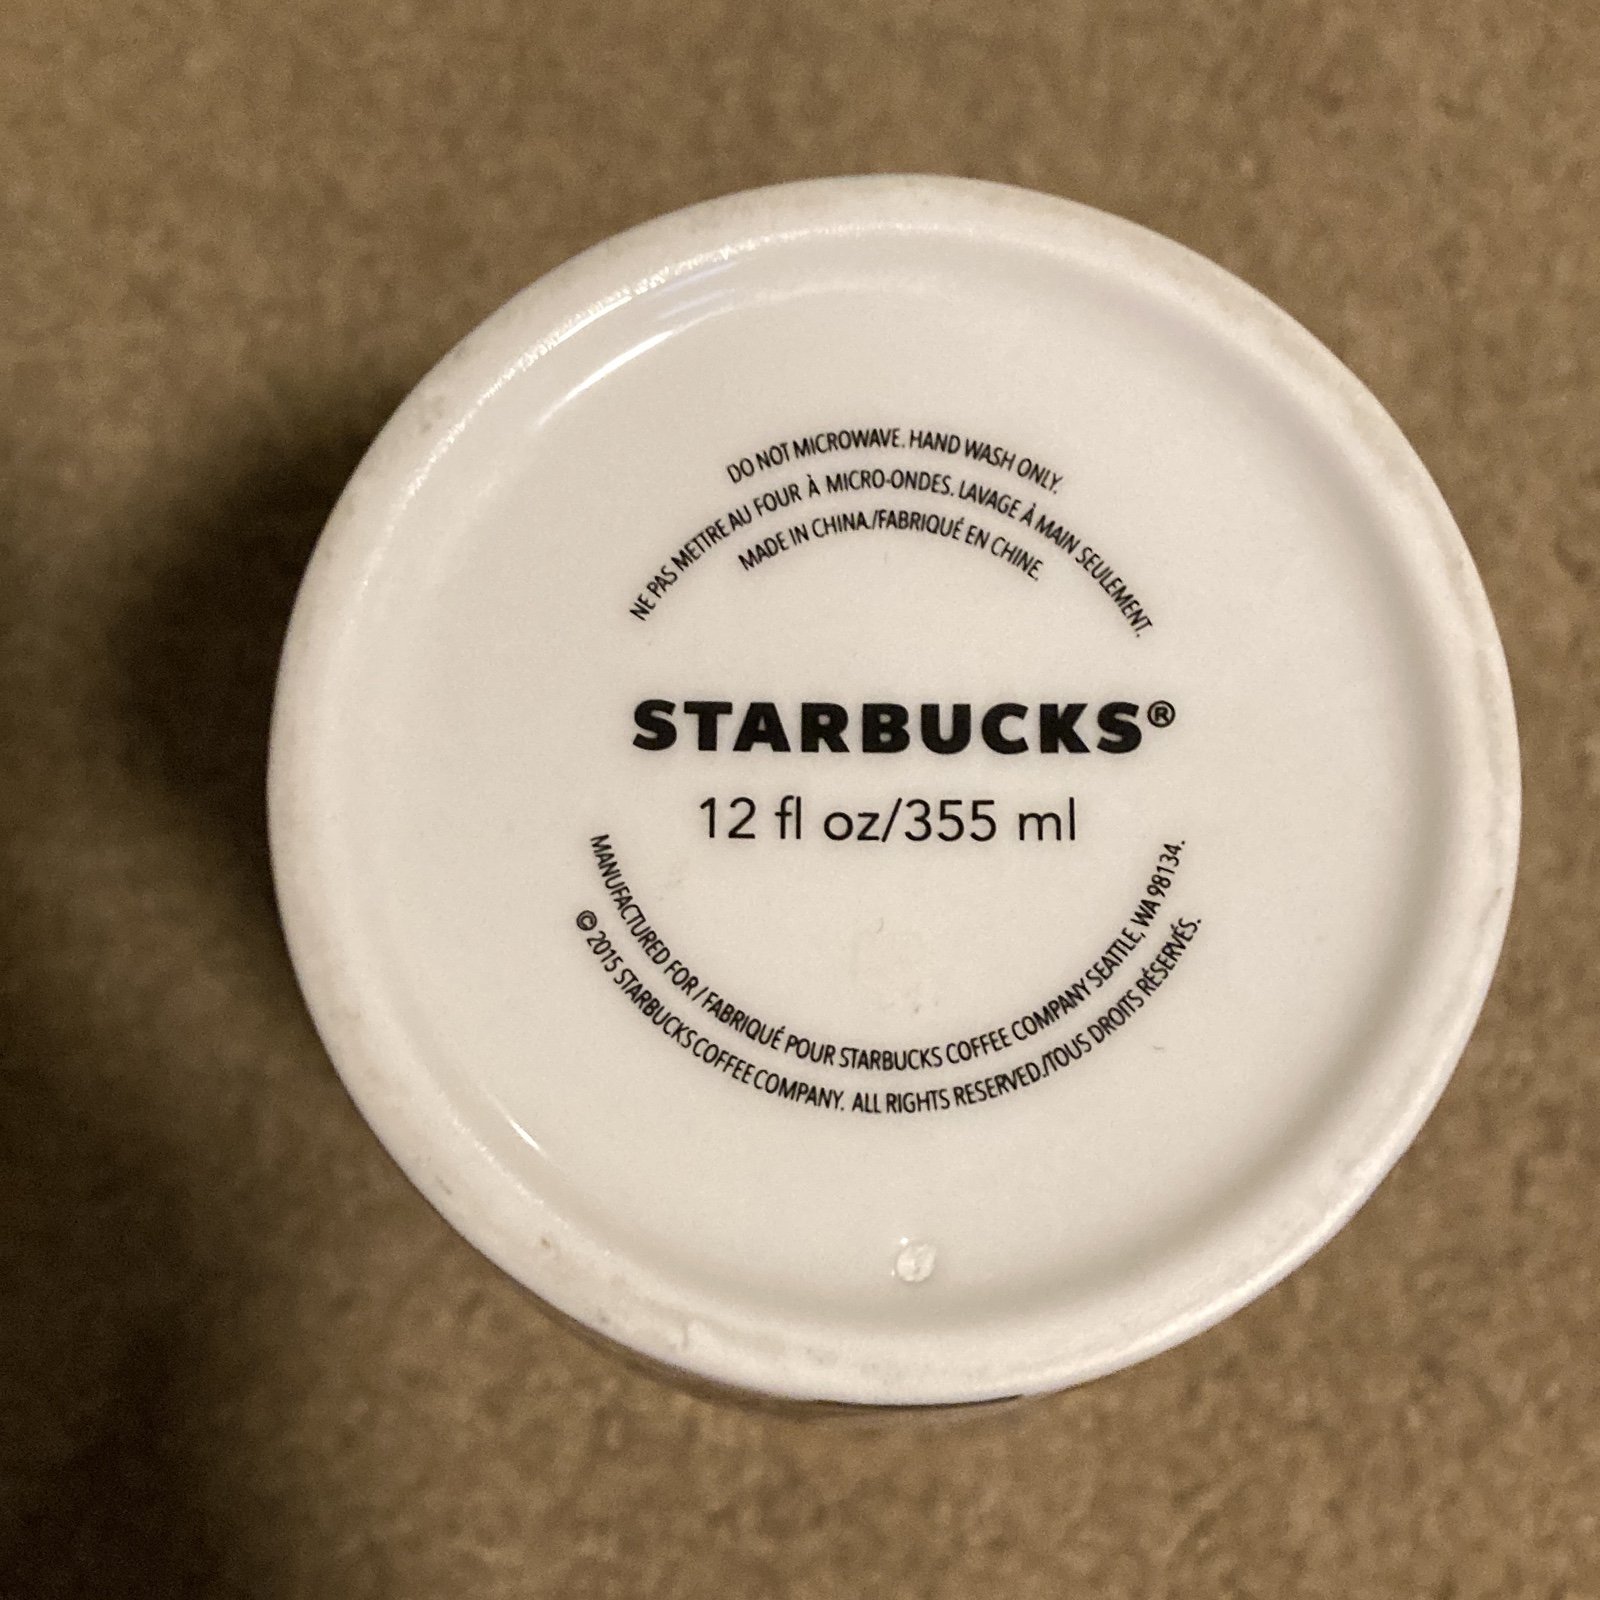 DO NOT MICROWAVE. HAND WASH ONLY.
NE PAS METTRE AU FOUR À MICRO-ONDES. LAVAGE À MAIN SEULEMENT.
MADE IN CHINA./FABRIQUÉ EN CHINE.
STARBUCKS®
12 fl oz/355 ml
MANUFACTURED FOR / FABRIQUÉ POUR STARBUCKS COFFEE COMPANY SEATTLE, WA 98134.
© 2015 STARBUCKS COFFEE COMPANY. ALL RIGHTS RESERVED./TOUS DROITS RÉSERVÉS.